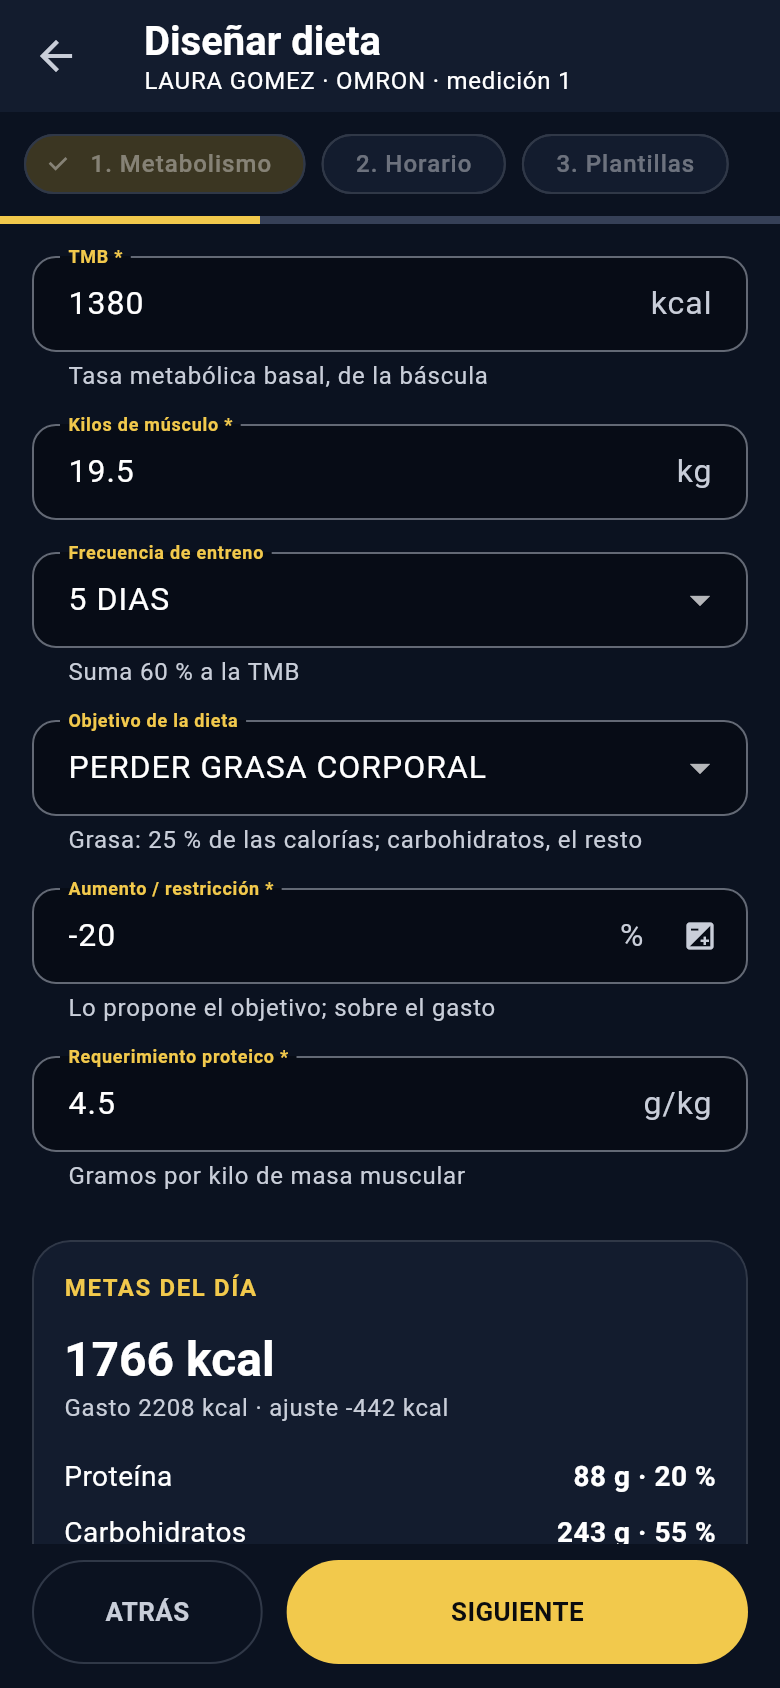 Diseñar dieta
LAURA GOMEZ · OMRON · medición 1
1. Metabolismo
2. Horario
3. Plantillas
TMB *
1380 kcal
Tasa metabólica basal, de la báscula
Kilos de músculo *
19.5 kg
Frecuencia de entreno
5 DIAS
Suma 60 % a la TMB
Objetivo de la dieta
PERDER GRASA CORPORAL
Grasa: 25 % de las calorías; carbohidratos, el resto
Aumento / restricción *
-20 %
Lo propone el objetivo; sobre el gasto
Requerimiento proteico *
4.5 g/kg
Gramos por kilo de masa muscular
METAS DEL DÍA
1766 kcal
Gasto 2208 kcal · ajuste -442 kcal
Proteína 88 g · 20 %
Carbohidratos 243 g · 55 %
ATRÁS
SIGUIENTE